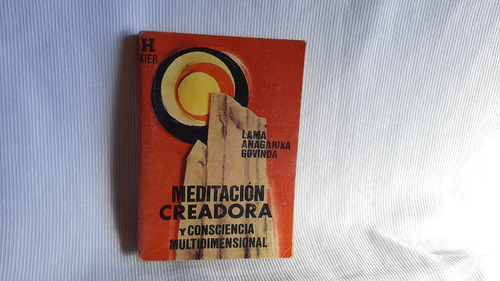 H
KIER
LAMA
ANAGARIKA
GOVINDA
MEDITACIÓN
CREADORA
Y CONSCIENCIA
MULTIDIMENSIONAL